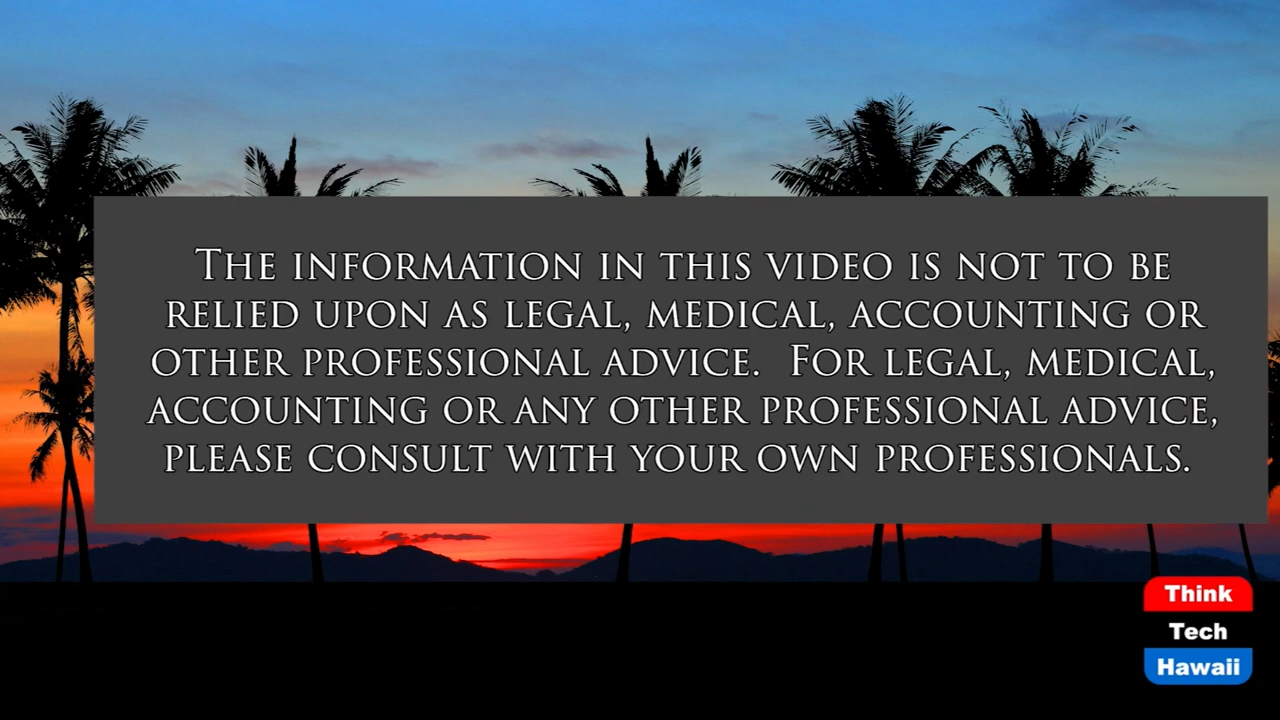 The information in this video is not to be
relied upon as legal, medical, accounting or
other professional advice.  For legal, medical,
accounting or any other professional advice,
please consult with your own professionals.
Think
Tech
Hawaii